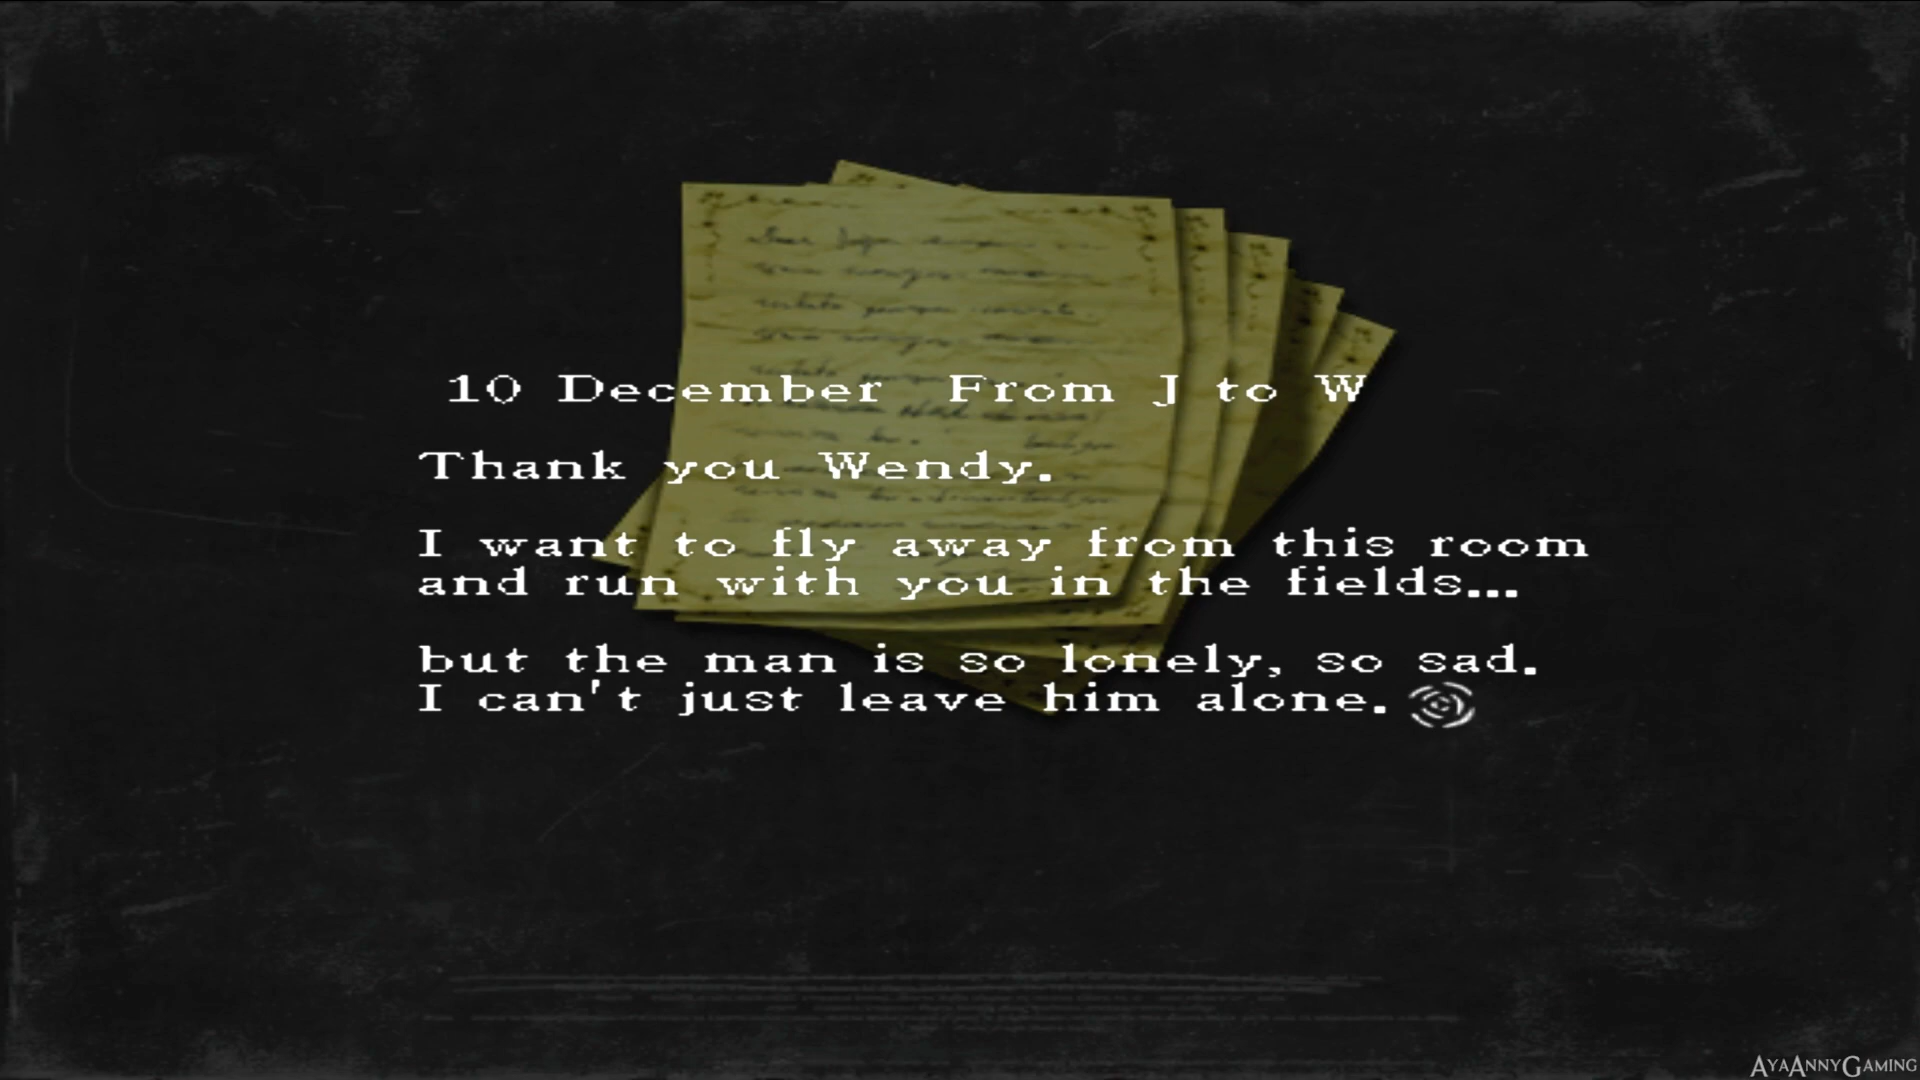 10 December  From J to W
Thank you Wendy.
I want to fly away from this room
and run with you in the fields...
but the man is so lonely, so sad.
I can't just leave him alone.
AyaAnnyGaming